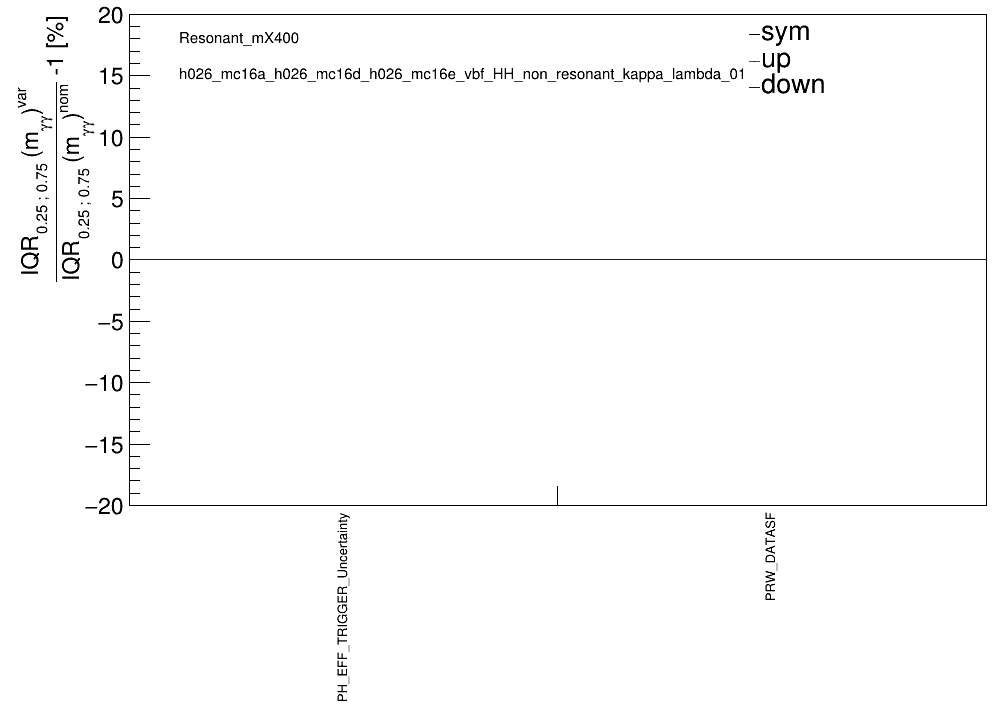 IQR0.25 ; 0.75 (mγγ)var
IQR0.25 ; 0.75 (mγγ)nom -1 [%]
20
15
10
5
0
−5
−10
−15
−20
Resonant_mX400
h026_mc16a_h026_mc16d_h026_mc16e_vbf_HH_non_resonant_kappa_lambda_01
sym
up
down
PH_EFF_TRIGGER_Uncertainty
PRW_DATASF